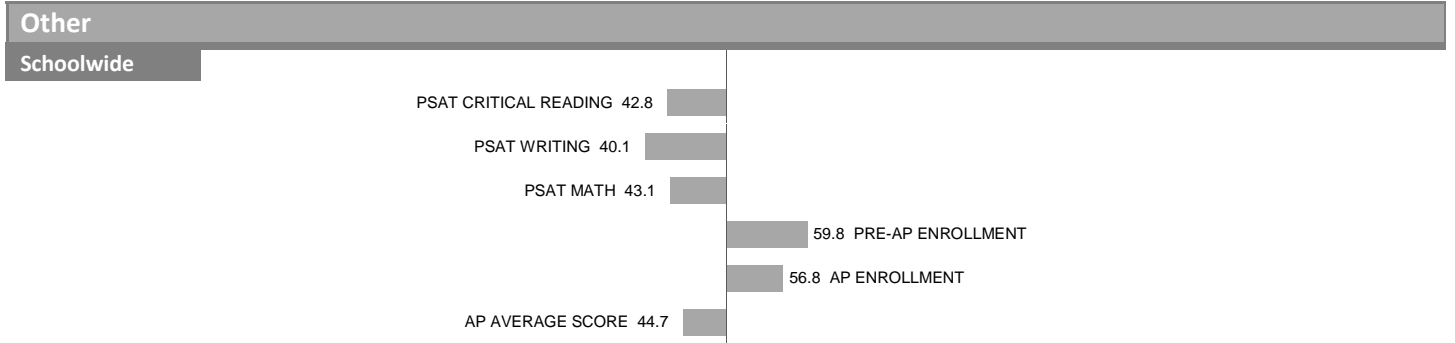 Other
Schoolwide
PSAT CRITICAL READING 42.8
PSAT WRITING 40.1
PSAT MATH 43.1
59.8 PRE-AP ENROLLMENT
56.8 AP ENROLLMENT
AP AVERAGE SCORE 44.7